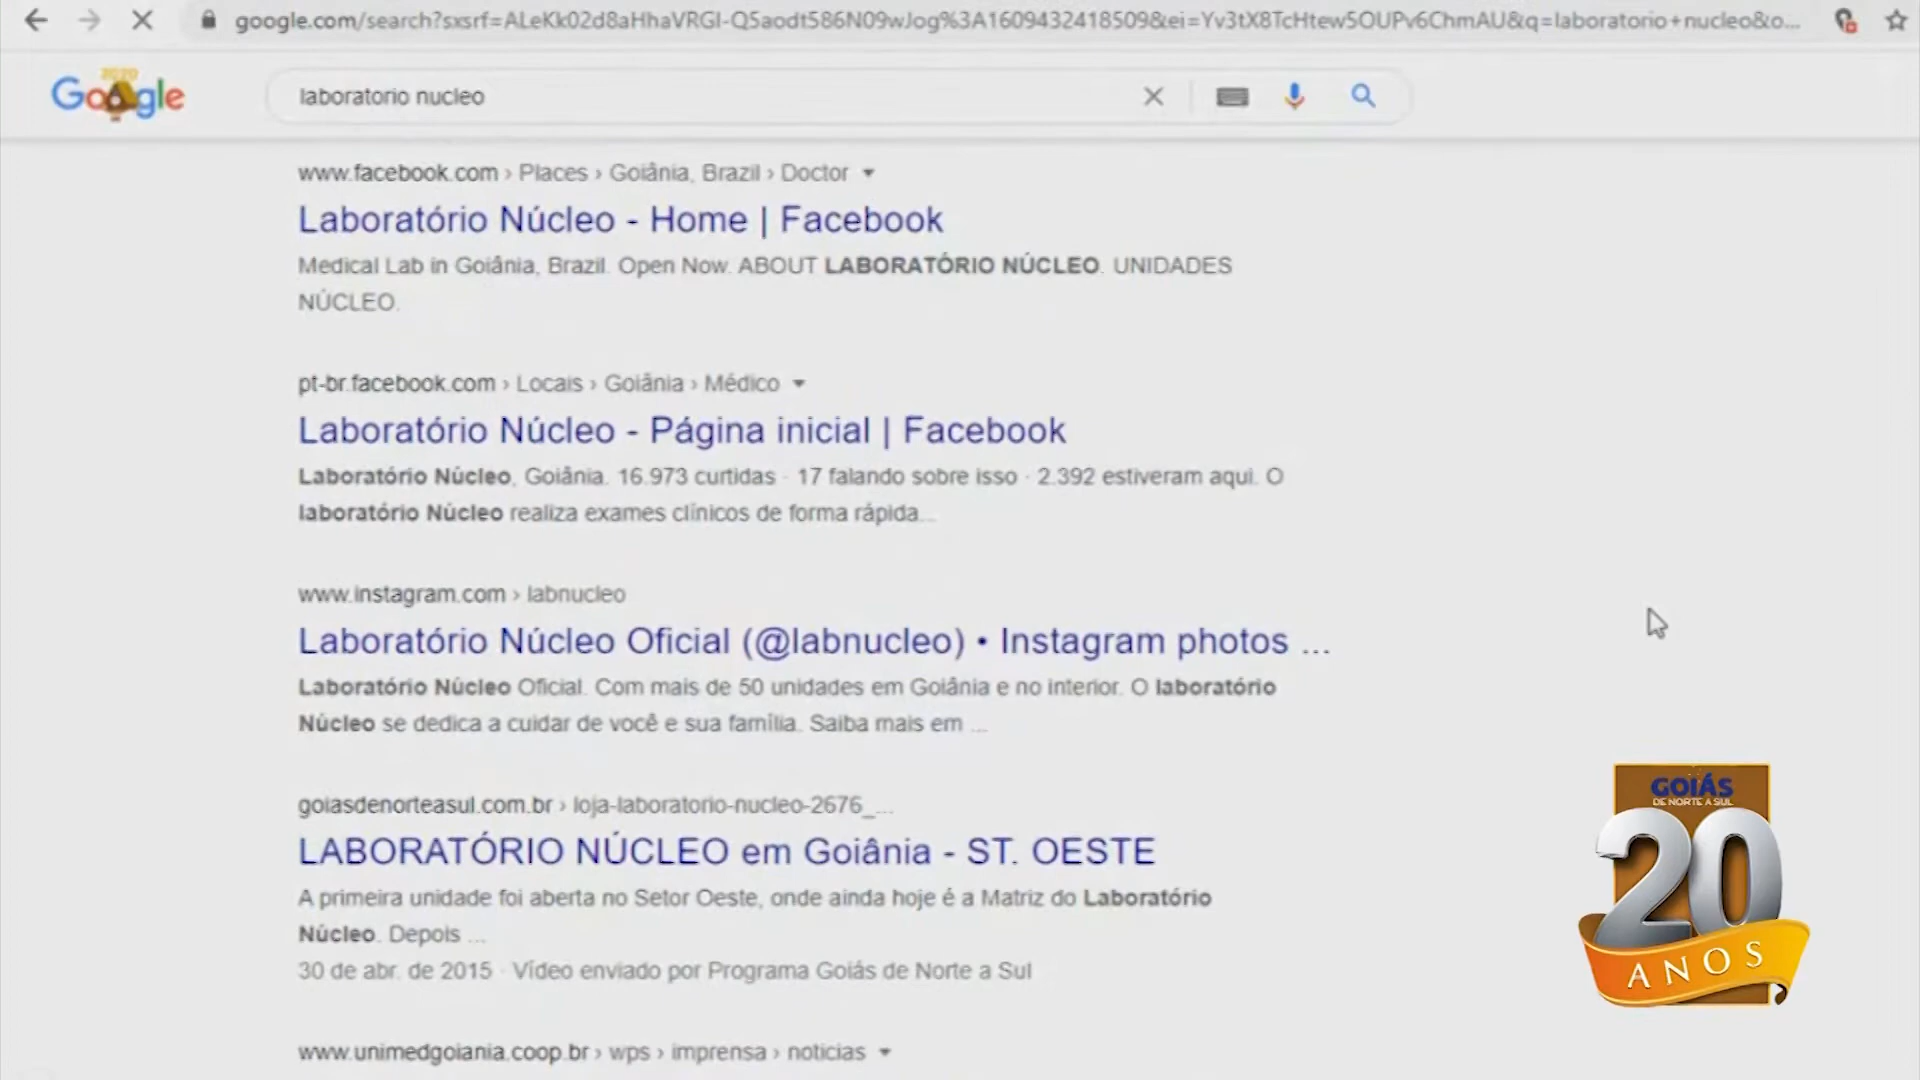 google.com/search?sxsrf=ALeKk02d8aHhaVRGI-Q5aodt586N09wJog%3A1609432418509&ei=Yv3tX8TcHtew5OUPv6ChmAU&q=laboratorio+nucleo&o...
2020
Google
laboratorio nucleo
www.facebook.com › Places › Goiânia, Brazil › Doctor
Laboratório Núcleo - Home | Facebook
Medical Lab in Goiânia, Brazil. Open Now. ABOUT LABORATÓRIO NÚCLEO. UNIDADES
NÚCLEO.
pt-br.facebook.com › Locais › Goiânia › Médico
Laboratório Núcleo - Página inicial | Facebook
Laboratório Núcleo, Goiânia. 16.973 curtidas · 17 falando sobre isso · 2.392 estiveram aqui. O
laboratório Núcleo realiza exames clínicos de forma rápida...
www.instagram.com › labnucleo
Laboratório Núcleo Oficial (@labnucleo) • Instagram photos ...
Laboratório Núcleo Oficial. Com mais de 50 unidades em Goiânia e no interior. O laboratório
Núcleo se dedica a cuidar de você e sua família. Saiba mais em ...
goiasdenorteasul.com.br › loja-laboratorio-nucleo-2676_...
LABORATÓRIO NÚCLEO em Goiânia - ST. OESTE
A primeira unidade foi aberta no Setor Oeste, onde ainda hoje é a Matriz do Laboratório
Núcleo. Depois ...
30 de abr. de 2015 · Vídeo enviado por Programa Goiás de Norte a Sul
www.unimedgoiania.coop.br › wps › imprensa › noticias
GOIÁS
DE NORTE A SUL
20
ANOS